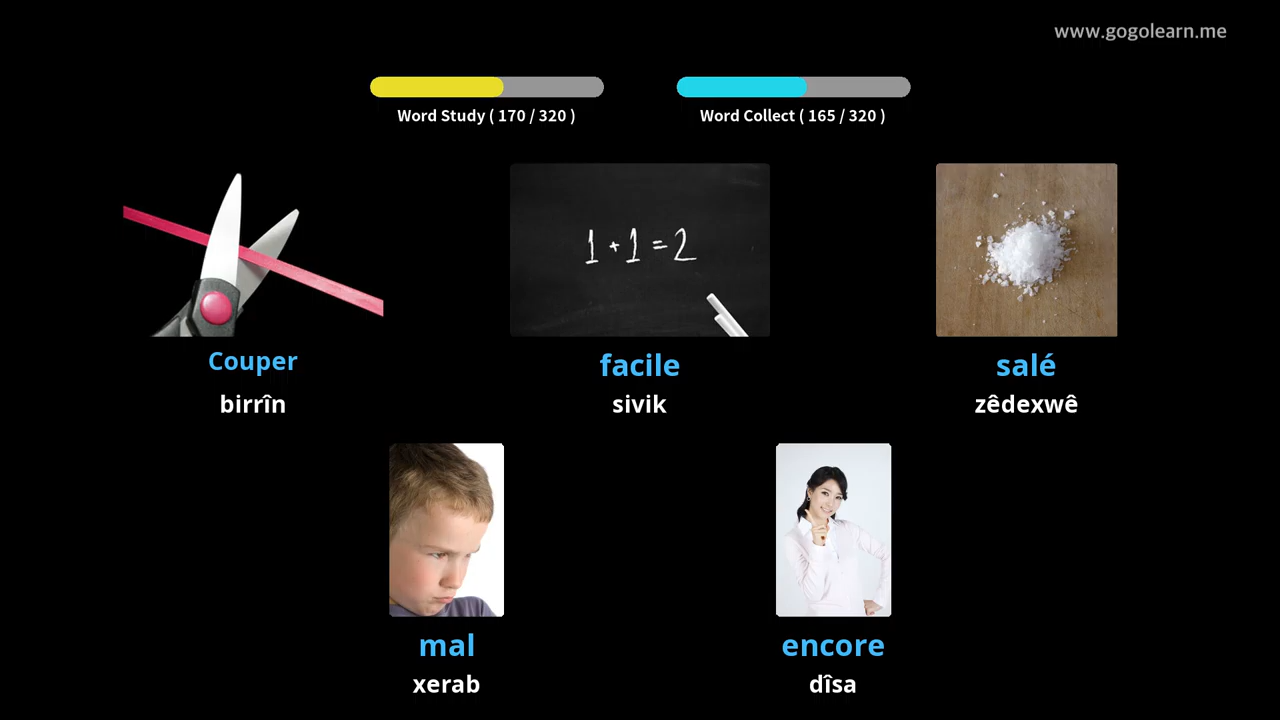 www.gogolearn.me
Word Study ( 170 / 320 )
Word Collect ( 165 / 320 )
1 + 1 = 2
Couper
birrîn
facile
sivik
salé
zêdexwê
mal
xerab
encore
dîsa